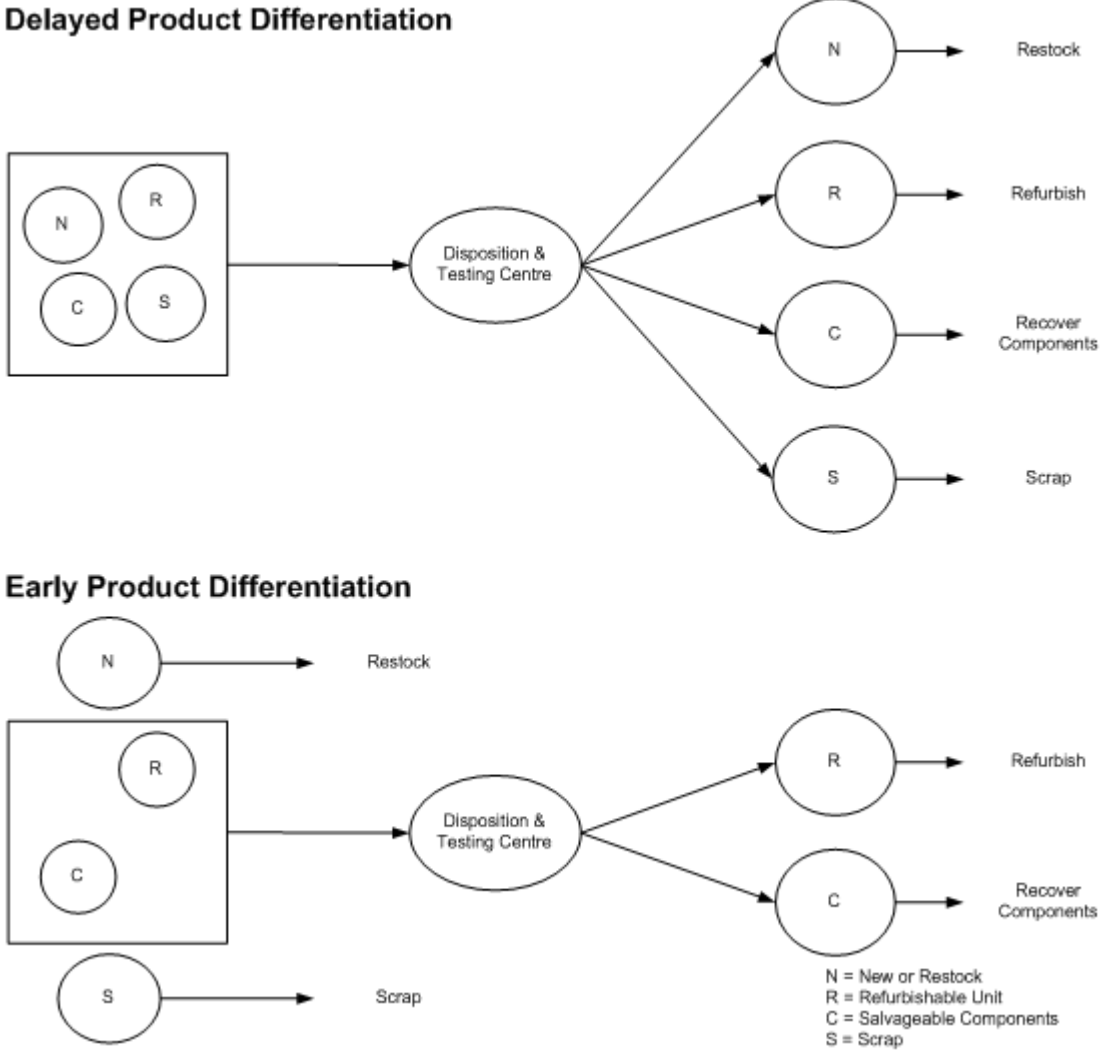 Delayed Product Differentiation
N
Restock
R
N
C
S
Disposition &
Testing Centre
R
Refurbish
C
Recover
Components
S
Scrap
Early Product Differentiation
N
Restock
R
C
Disposition &
Testing Centre
R
Refurbish
C
Recover
Components
S
Scrap
N = New or Restock
R = Refurbishable Unit
C = Salvageable Components
S = Scrap